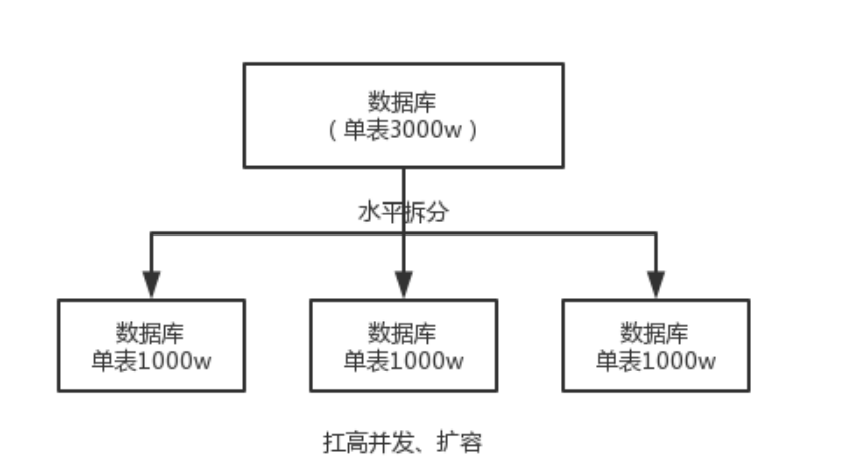 数据库
（单表3000w）
水平拆分
数据库
单表1000w
数据库
单表1000w
数据库
单表1000w
扛高并发、扩容